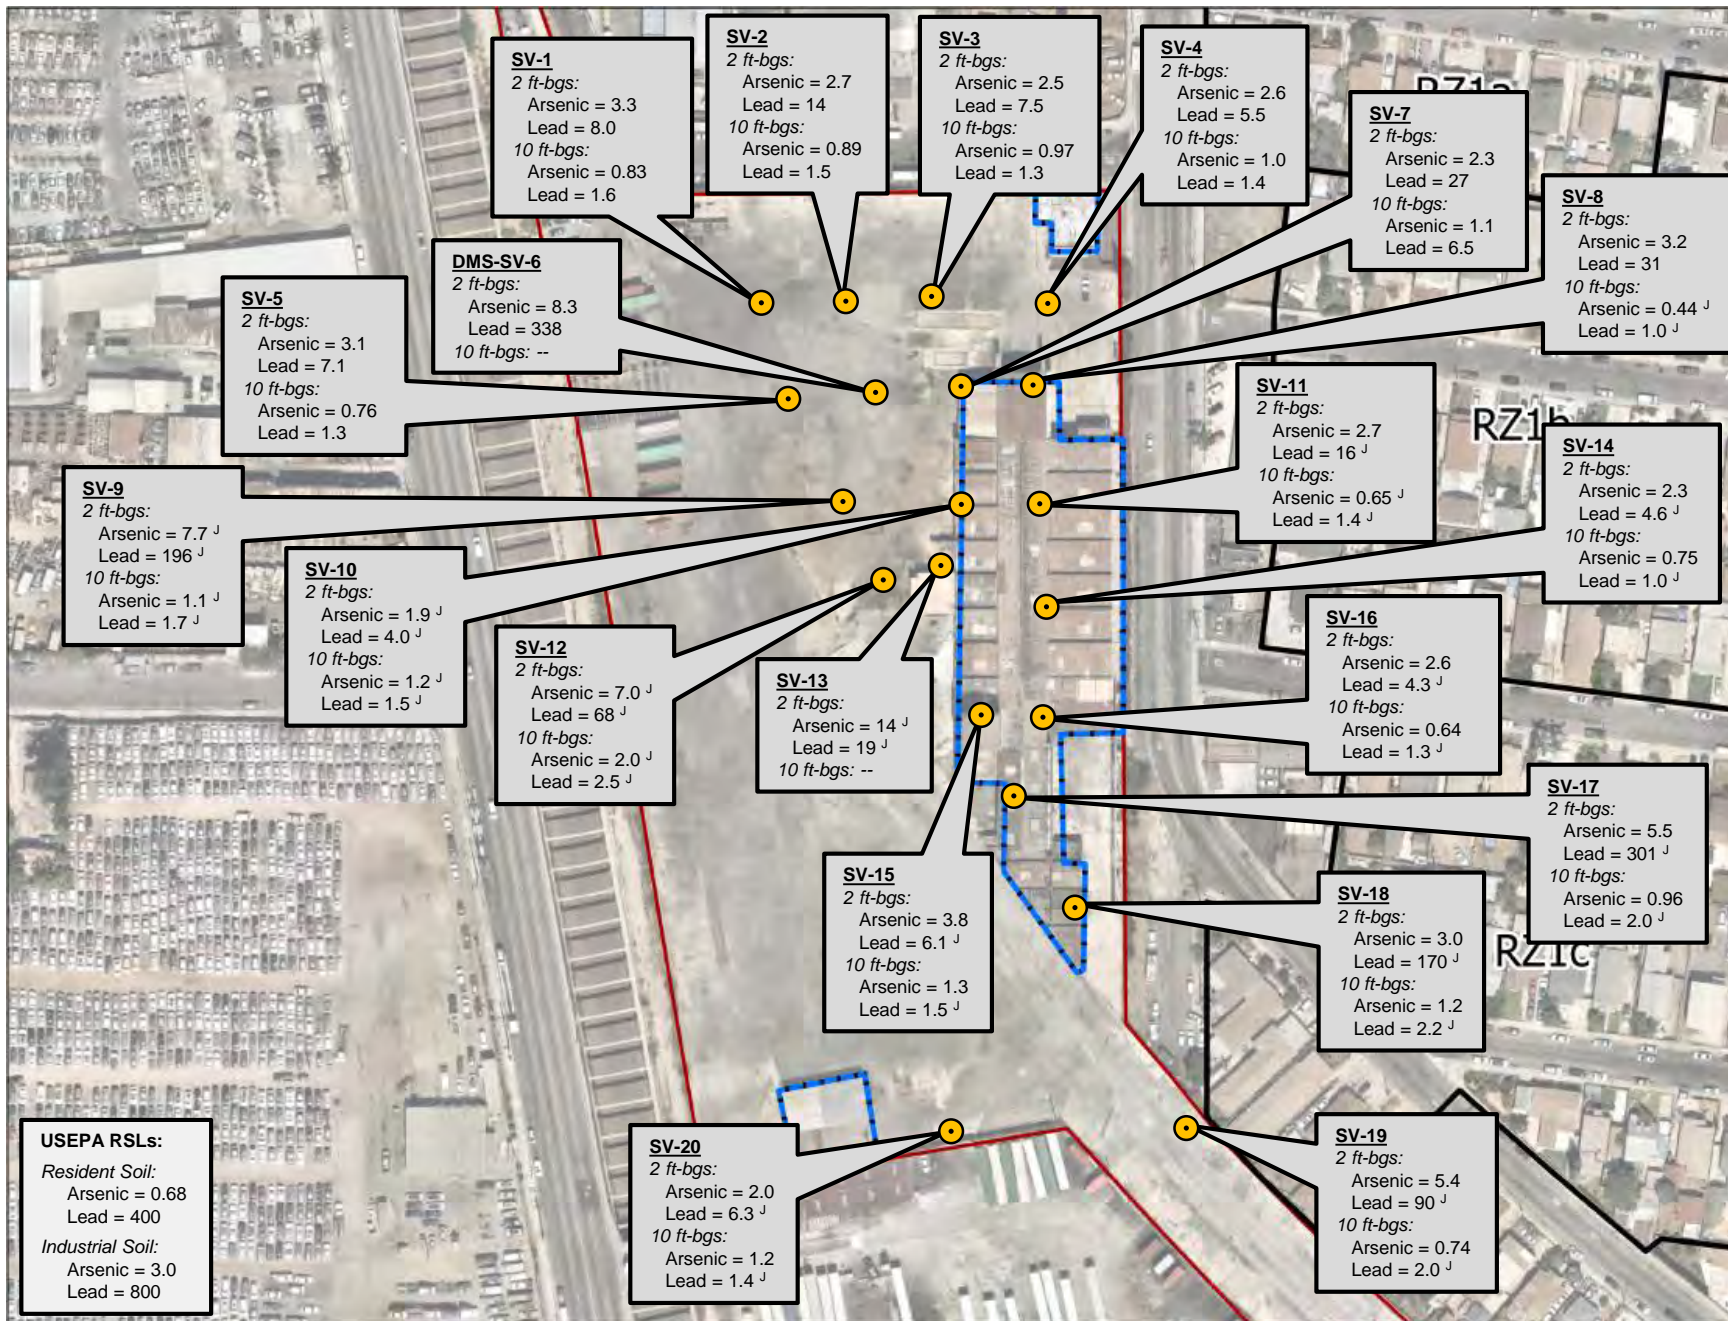 SV-1
2 ft-bgs:
Arsenic = 3.3
Lead = 8.0
10 ft-bgs:
Arsenic = 0.83
Lead = 1.6
SV-2
2 ft-bgs:
Arsenic = 2.7
Lead = 14
10 ft-bgs:
Arsenic = 0.89
Lead = 1.5
SV-3
2 ft-bgs:
Arsenic = 2.5
Lead = 7.5
10 ft-bgs:
Arsenic = 0.97
Lead = 1.3
SV-4
2 ft-bgs:
Arsenic = 2.6
Lead = 5.5
10 ft-bgs:
Arsenic = 1.0
Lead = 1.4
RZ1a
SV-7
2 ft-bgs:
Arsenic = 2.3
Lead = 27
10 ft-bgs:
Arsenic = 1.1
Lead = 6.5
SV-8
2 ft-bgs:
Arsenic = 3.2
Lead = 31
10 ft-bgs:
Arsenic = 0.44 J
Lead = 1.0 J
DMS-SV-6
2 ft-bgs:
Arsenic = 8.3
Lead = 338
10 ft-bgs: --
SV-5
2 ft-bgs:
Arsenic = 3.1
Lead = 7.1
10 ft-bgs:
Arsenic = 0.76
Lead = 1.3
SV-11
2 ft-bgs:
Arsenic = 2.7
Lead = 16 J
10 ft-bgs:
Arsenic = 0.65 J
Lead = 1.4 J
RZ1b
SV-14
2 ft-bgs:
Arsenic = 2.3
Lead = 4.6 J
10 ft-bgs:
Arsenic = 0.75
Lead = 1.0 J
SV-9
2 ft-bgs:
Arsenic = 7.7 J
Lead = 196 J
10 ft-bgs:
Arsenic = 1.1 J
Lead = 1.7 J
SV-10
2 ft-bgs:
Arsenic = 1.9 J
Lead = 4.0 J
10 ft-bgs:
Arsenic = 1.2 J
Lead = 1.5 J
SV-12
2 ft-bgs:
Arsenic = 7.0 J
Lead = 68 J
10 ft-bgs:
Arsenic = 2.0 J
Lead = 2.5 J
SV-13
2 ft-bgs:
Arsenic = 14 J
Lead = 19 J
10 ft-bgs: --
SV-16
2 ft-bgs:
Arsenic = 2.6
Lead = 4.3 J
10 ft-bgs:
Arsenic = 0.64
Lead = 1.3 J
SV-17
2 ft-bgs:
Arsenic = 5.5
Lead = 301 J
10 ft-bgs:
Arsenic = 0.96
Lead = 2.0 J
SV-15
2 ft-bgs:
Arsenic = 3.8
Lead = 6.1 J
10 ft-bgs:
Arsenic = 1.3
Lead = 1.5 J
SV-18
2 ft-bgs:
Arsenic = 3.0
Lead = 170 J
10 ft-bgs:
Arsenic = 1.2
Lead = 2.2 J
RZ1c
USEPA RSLs:
Resident Soil:
Arsenic = 0.68
Lead = 400
Industrial Soil:
Arsenic = 3.0
Lead = 800
SV-20
2 ft-bgs:
Arsenic = 2.0
Lead = 6.3 J
10 ft-bgs:
Arsenic = 1.2
Lead = 1.4 J
SV-19
2 ft-bgs:
Arsenic = 5.4
Lead = 90 J
10 ft-bgs:
Arsenic = 0.74
Lead = 2.0 J